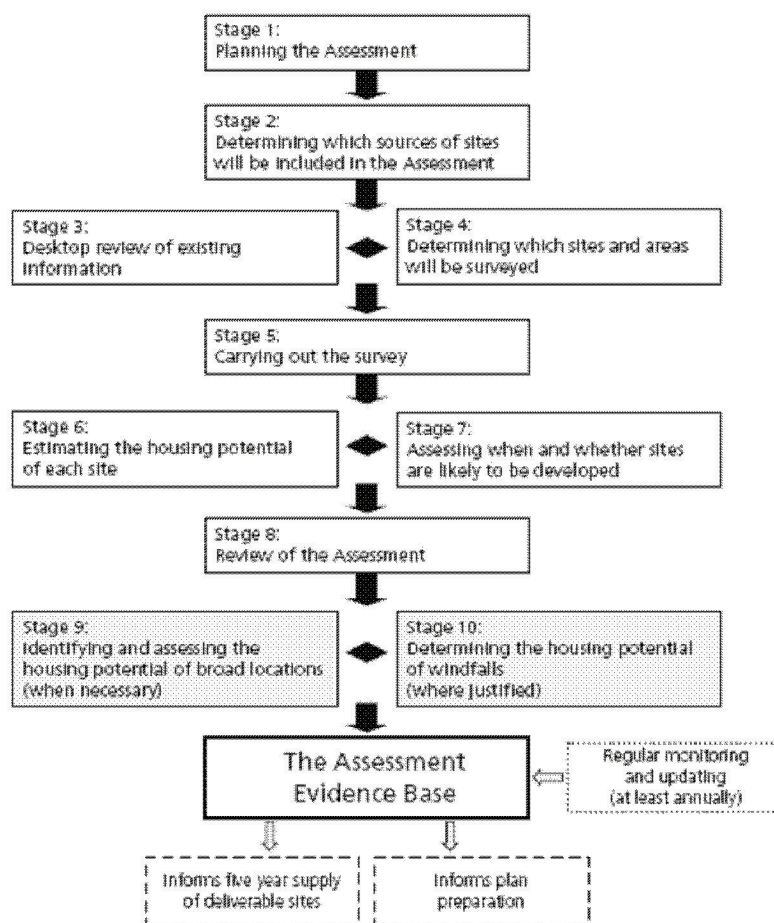 Stage 1:
Planning the Assessment
Stage 2:
Determining which sources of sites
will be included in the Assessment
Stage 3:
Desktop review of existing
information
Stage 4:
Determining which sites and areas
will be surveyed
Stage 5:
Carrying out the survey
Stage 6:
Estimating the housing potential
of each site
Stage 7:
Assessing when and whether sites
are likely to be developed
Stage 8:
Review of the Assessment
Stage 9:
Identifying and assessing the
housing potential of broad locations
(when necessary)
Stage 10:
Determining the housing potential
of windfalls
(where justified)
The Assessment
Evidence Base
Regular monitoring
and updating
(at least annually)
Informs five year supply
of deliverable sites
Informs plan
preparation